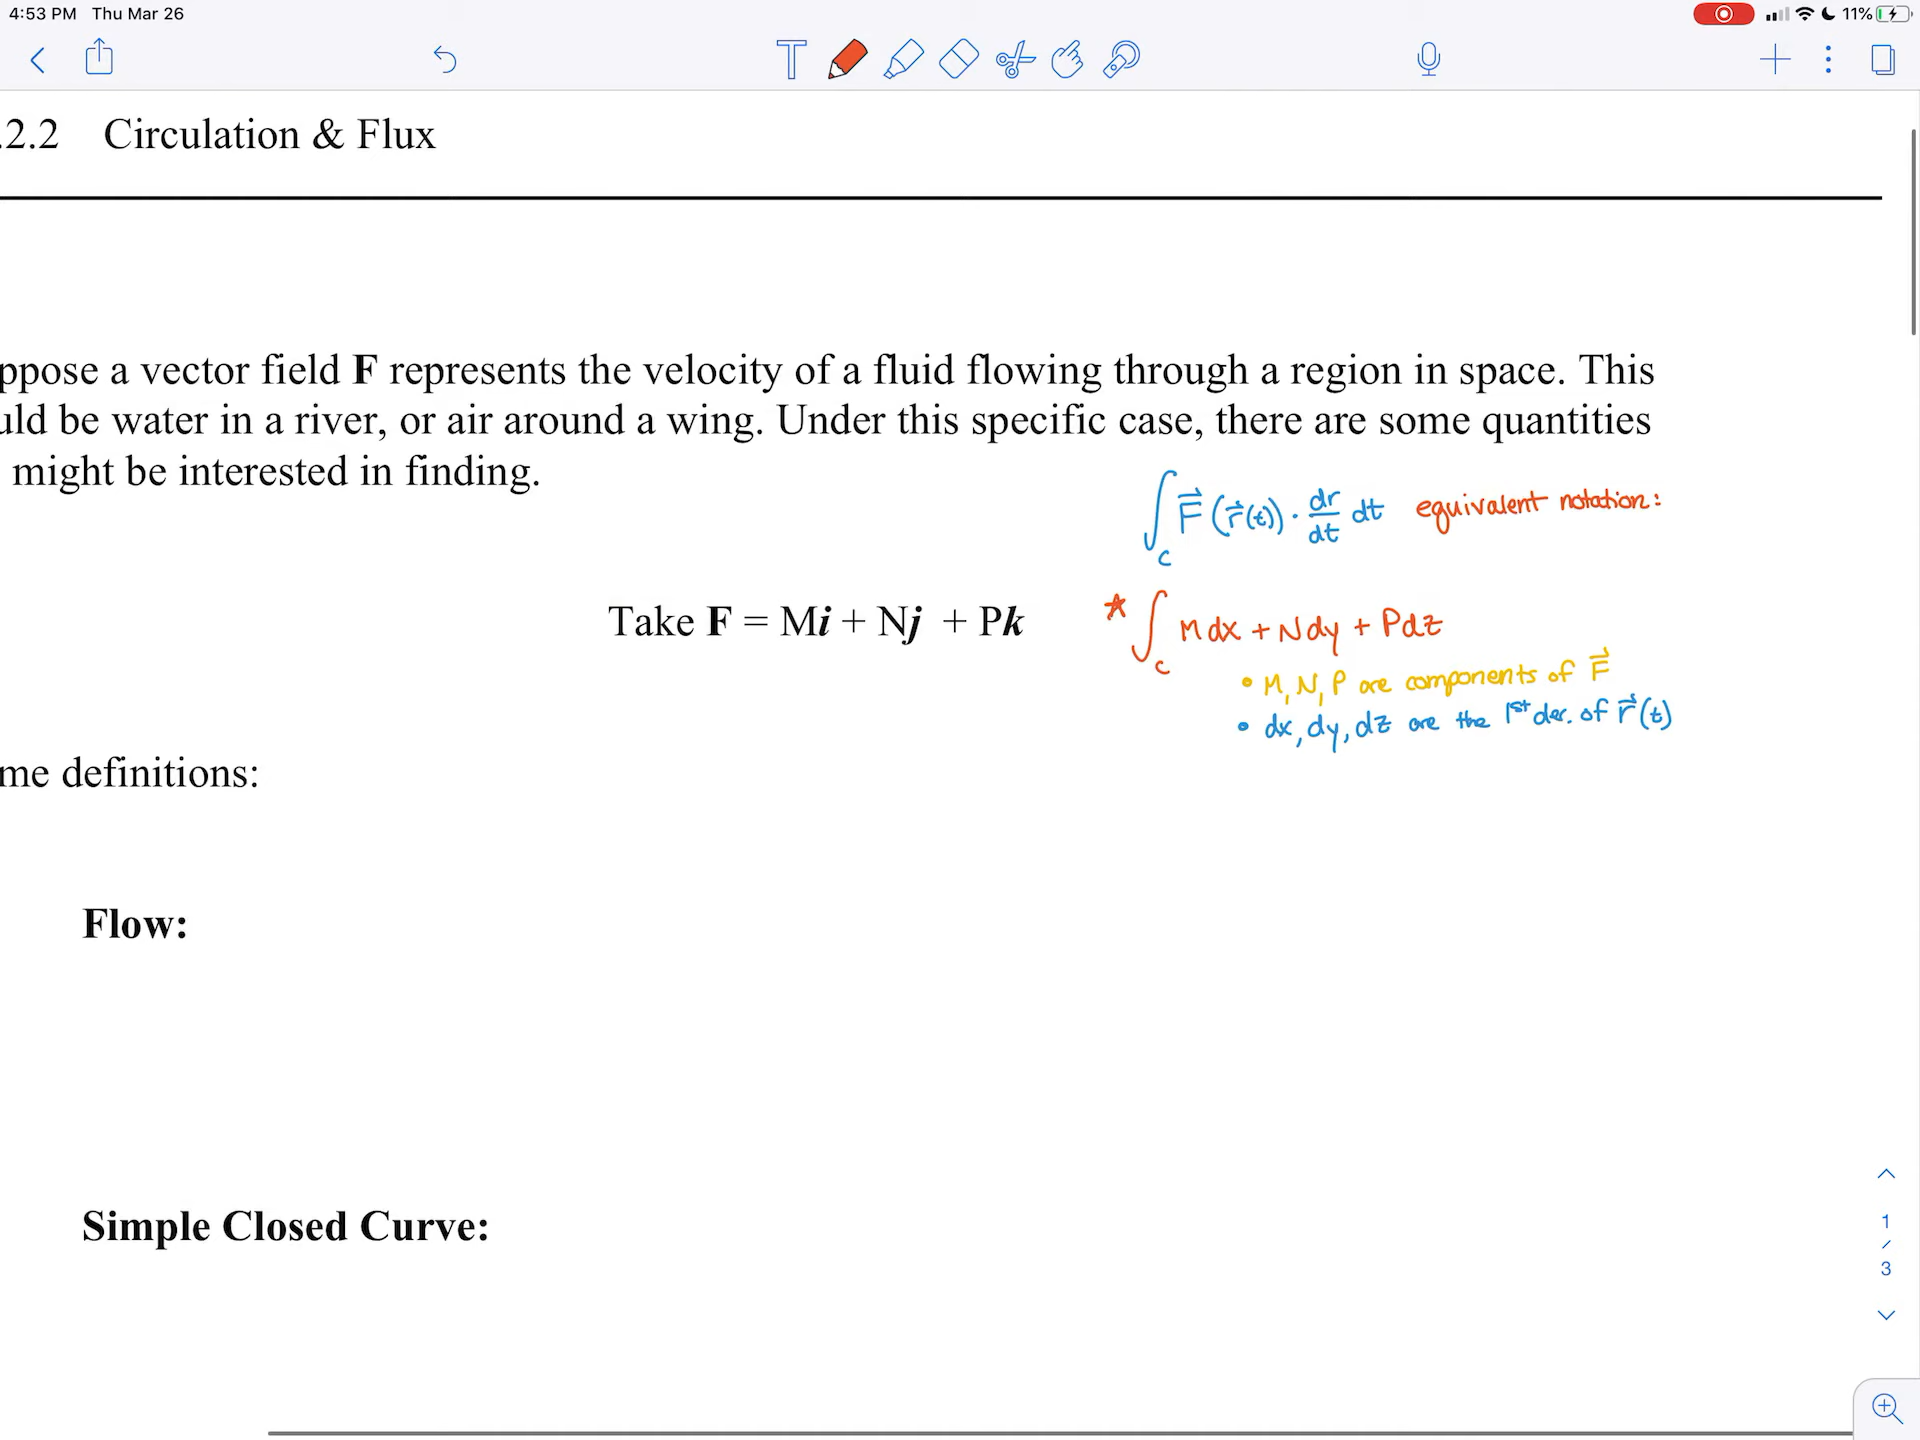 4:53 PM Thu Mar 26
11%
T
.2.2 Circulation & Flux
ppose a vector field F represents the velocity of a fluid flowing through a region in space. This
uld be water in a river, or air around a wing. Under this specific case, there are some quantities
might be interested in finding.
∫_C F⃗(r⃗(t)) · dr/dt dt equivalent notation:
Take F = Mi + Nj + Pk
* ∫_C Mdx + Ndy + Pdz
• M, N, P are components of F⃗
• dx, dy, dz are the 1st der. of r⃗(t)
me definitions:
Flow:
Simple Closed Curve:
1
/
3